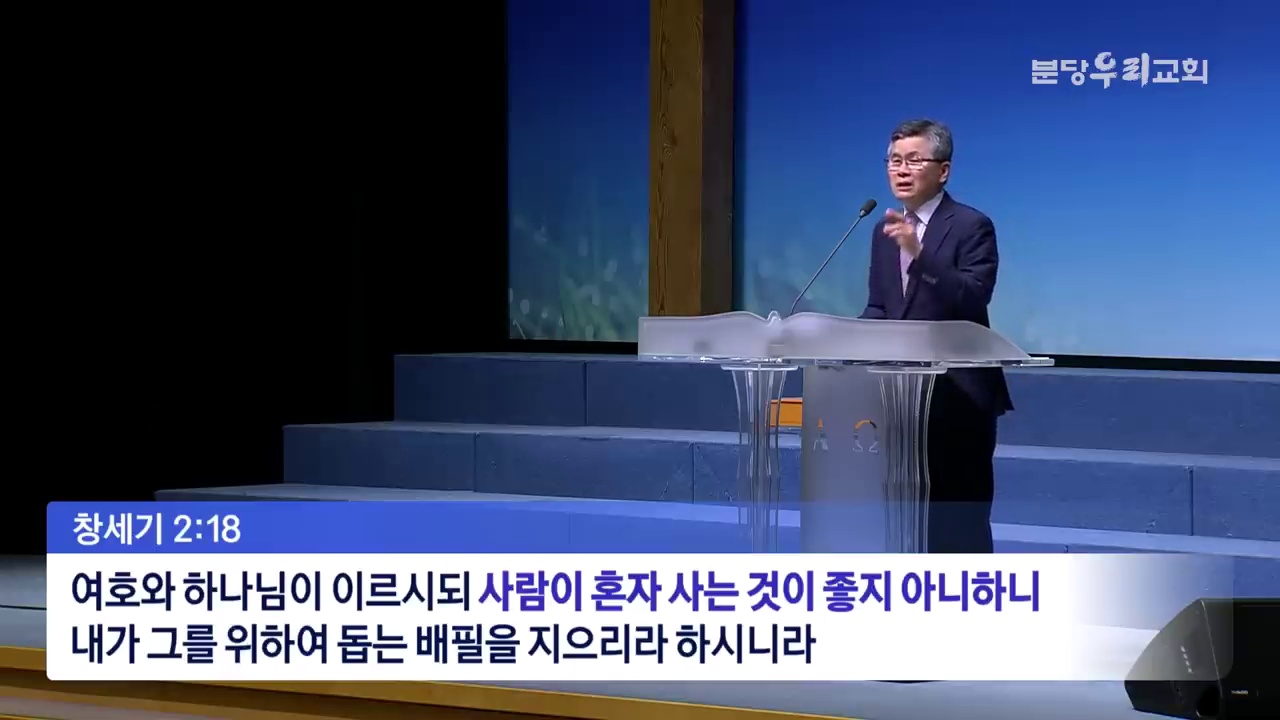 분당우리교회
Α Ω
창세기 2:18
여호와 하나님이 이르시되 사람이 혼자 사는 것이 좋지 아니하니
내가 그를 위하여 돕는 배필을 지으리라 하시니라